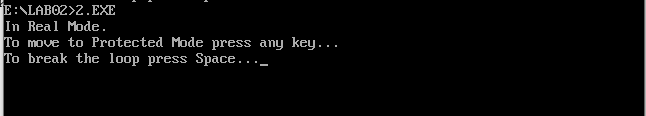 E:\LAB02>2.EXE
In Real Mode.
To move to Protected Mode press any key...
To break the loop press Space..._